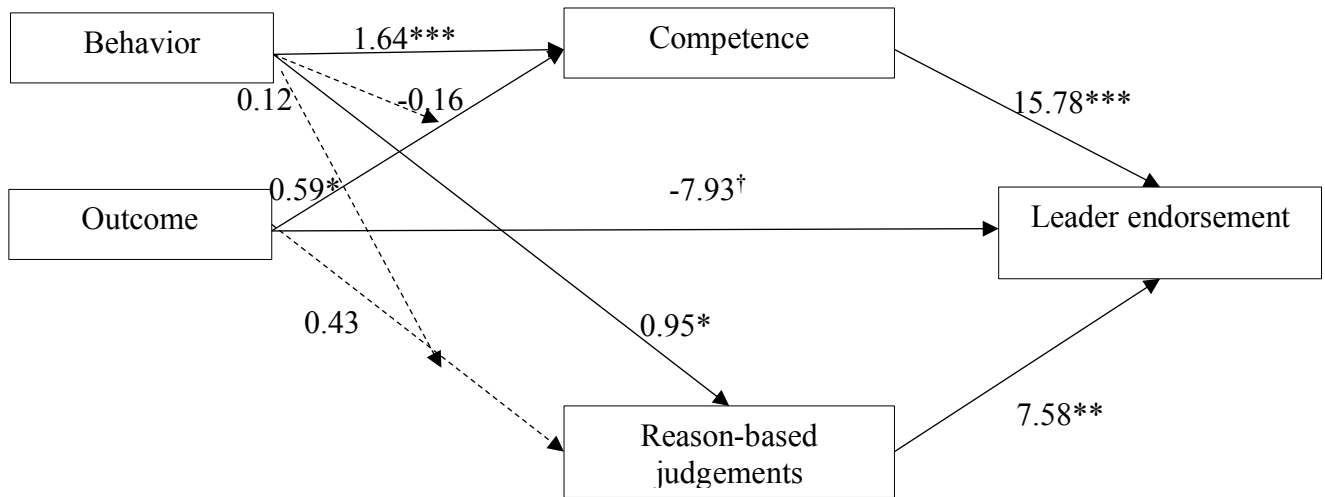 Behavior
1.64***
Competence
0.12
-0.16
15.78***
Outcome
0.59*
-7.93†
Leader endorsement
0.43
0.95*
7.58**
Reason-based
judgements